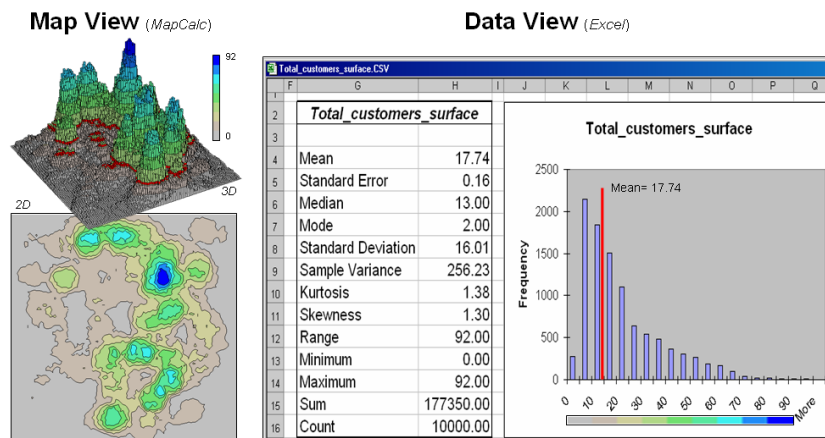 Map View (MapCalc)
92
0
3D
2D
Data View (Excel)
Total_customers_surface.CSV
F G H I J K L M N O P Q
2 Total_customers_surface
3
4 Mean 17.74
5 Standard Error 0.16
6 Median 13.00
7 Mode 2.00
8 Standard Deviation 16.01
9 Sample Variance 256.23
10 Kurtosis 1.38
11 Skewness 1.30
12 Range 92.00
13 Minimum 0.00
14 Maximum 92.00
15 Sum 177350.00
16 Count 10000.00
Total_customers_surface
Mean= 17.74
Frequency
2500
2000
1500
1000
500
0
0 10 20 30 40 50 60 70 80 90 More